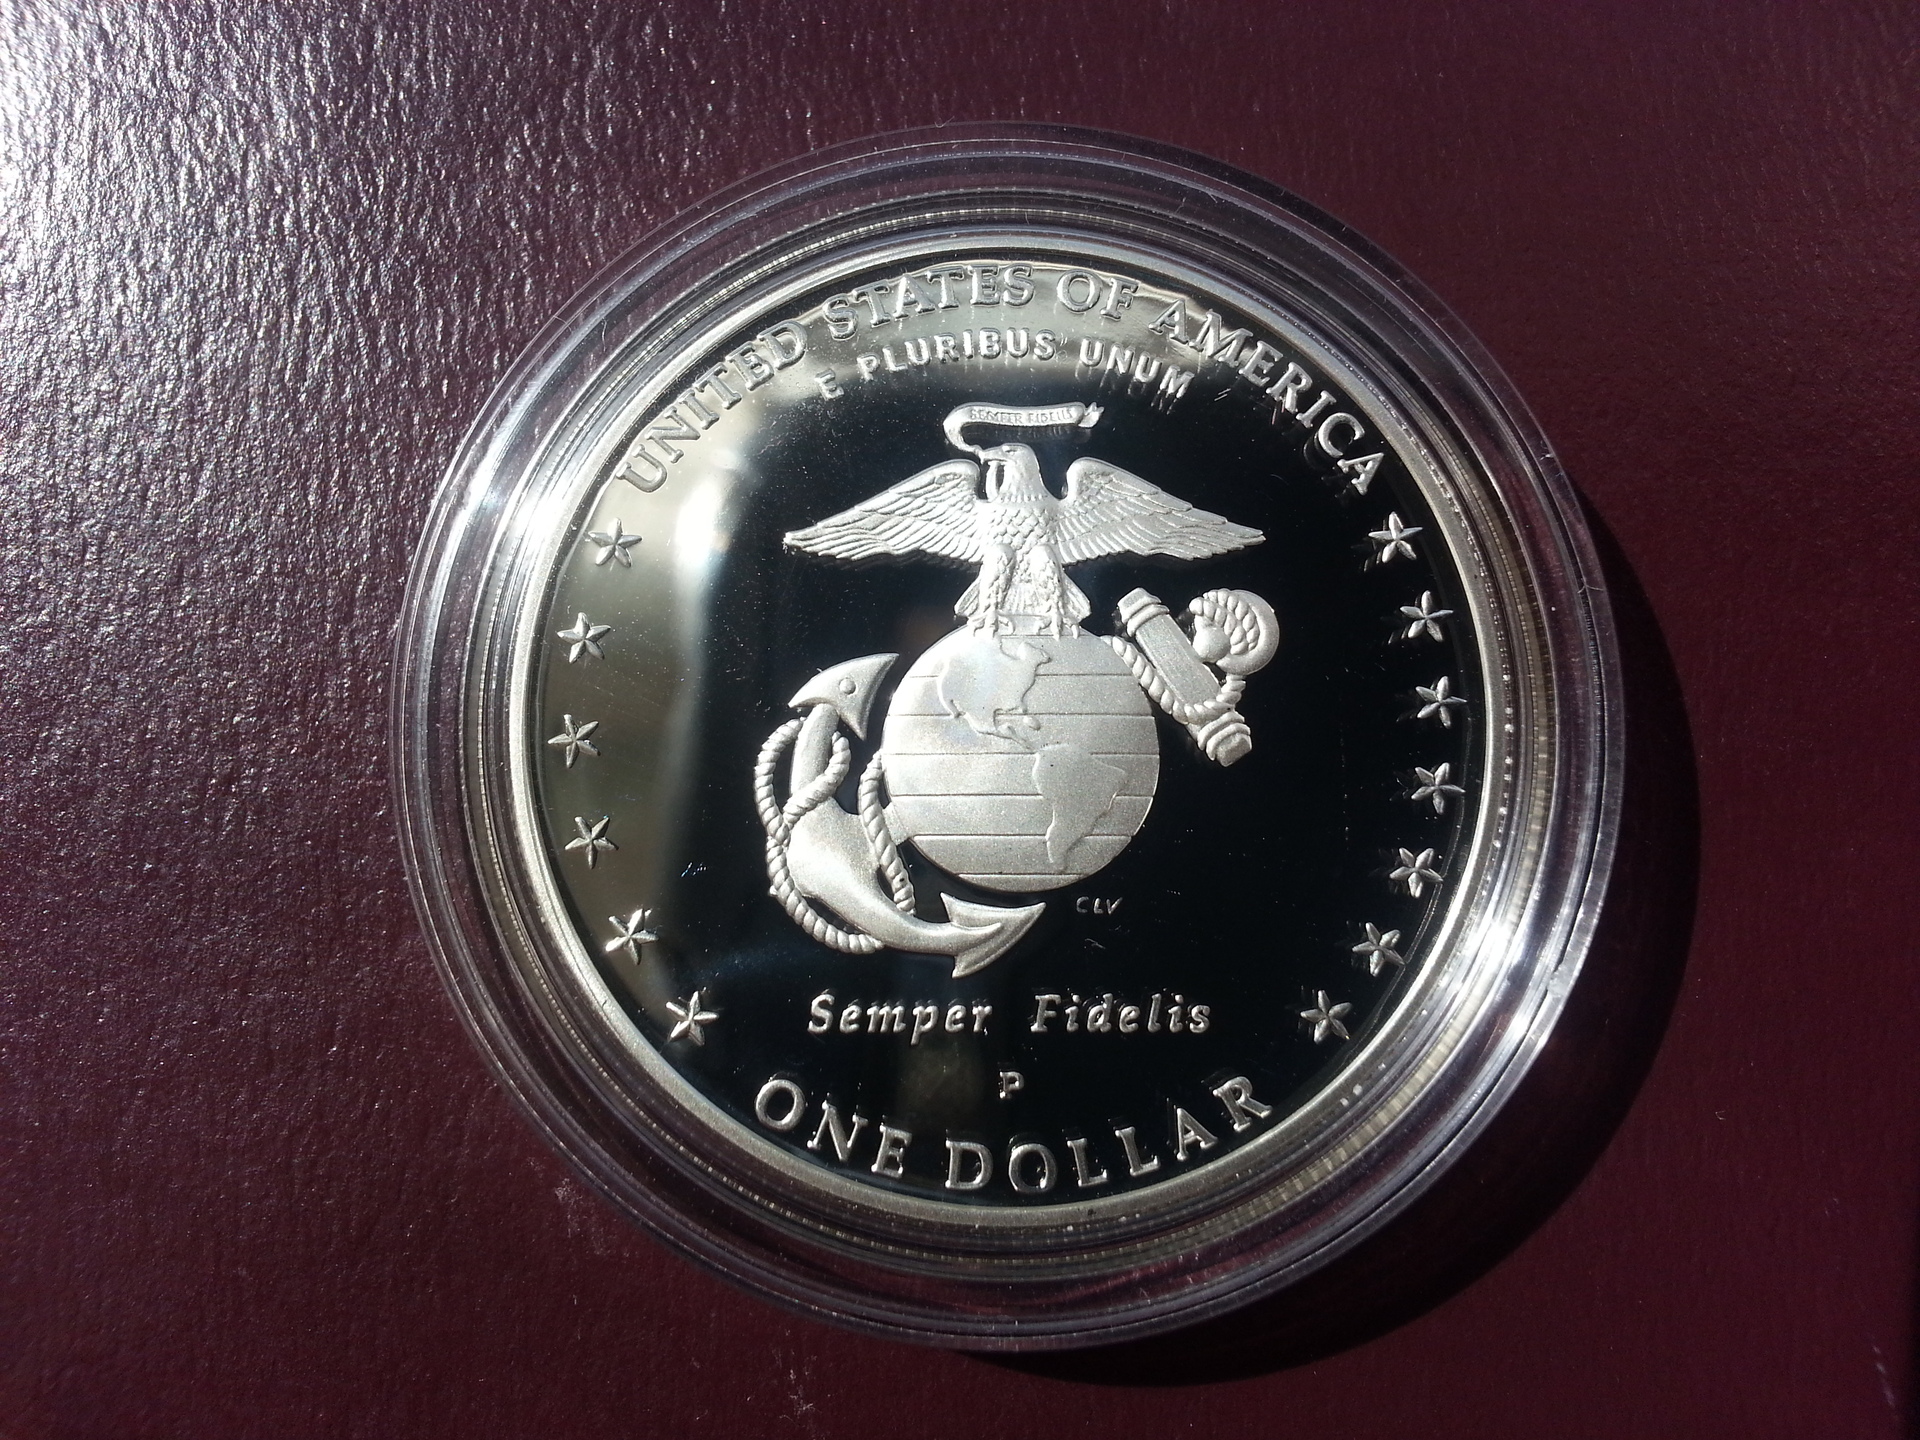 UNITED STATES OF AMERICA
E PLURIBUS UNUM
SEMPER FIDELIS
CLV
Semper Fidelis
P
ONE DOLLAR